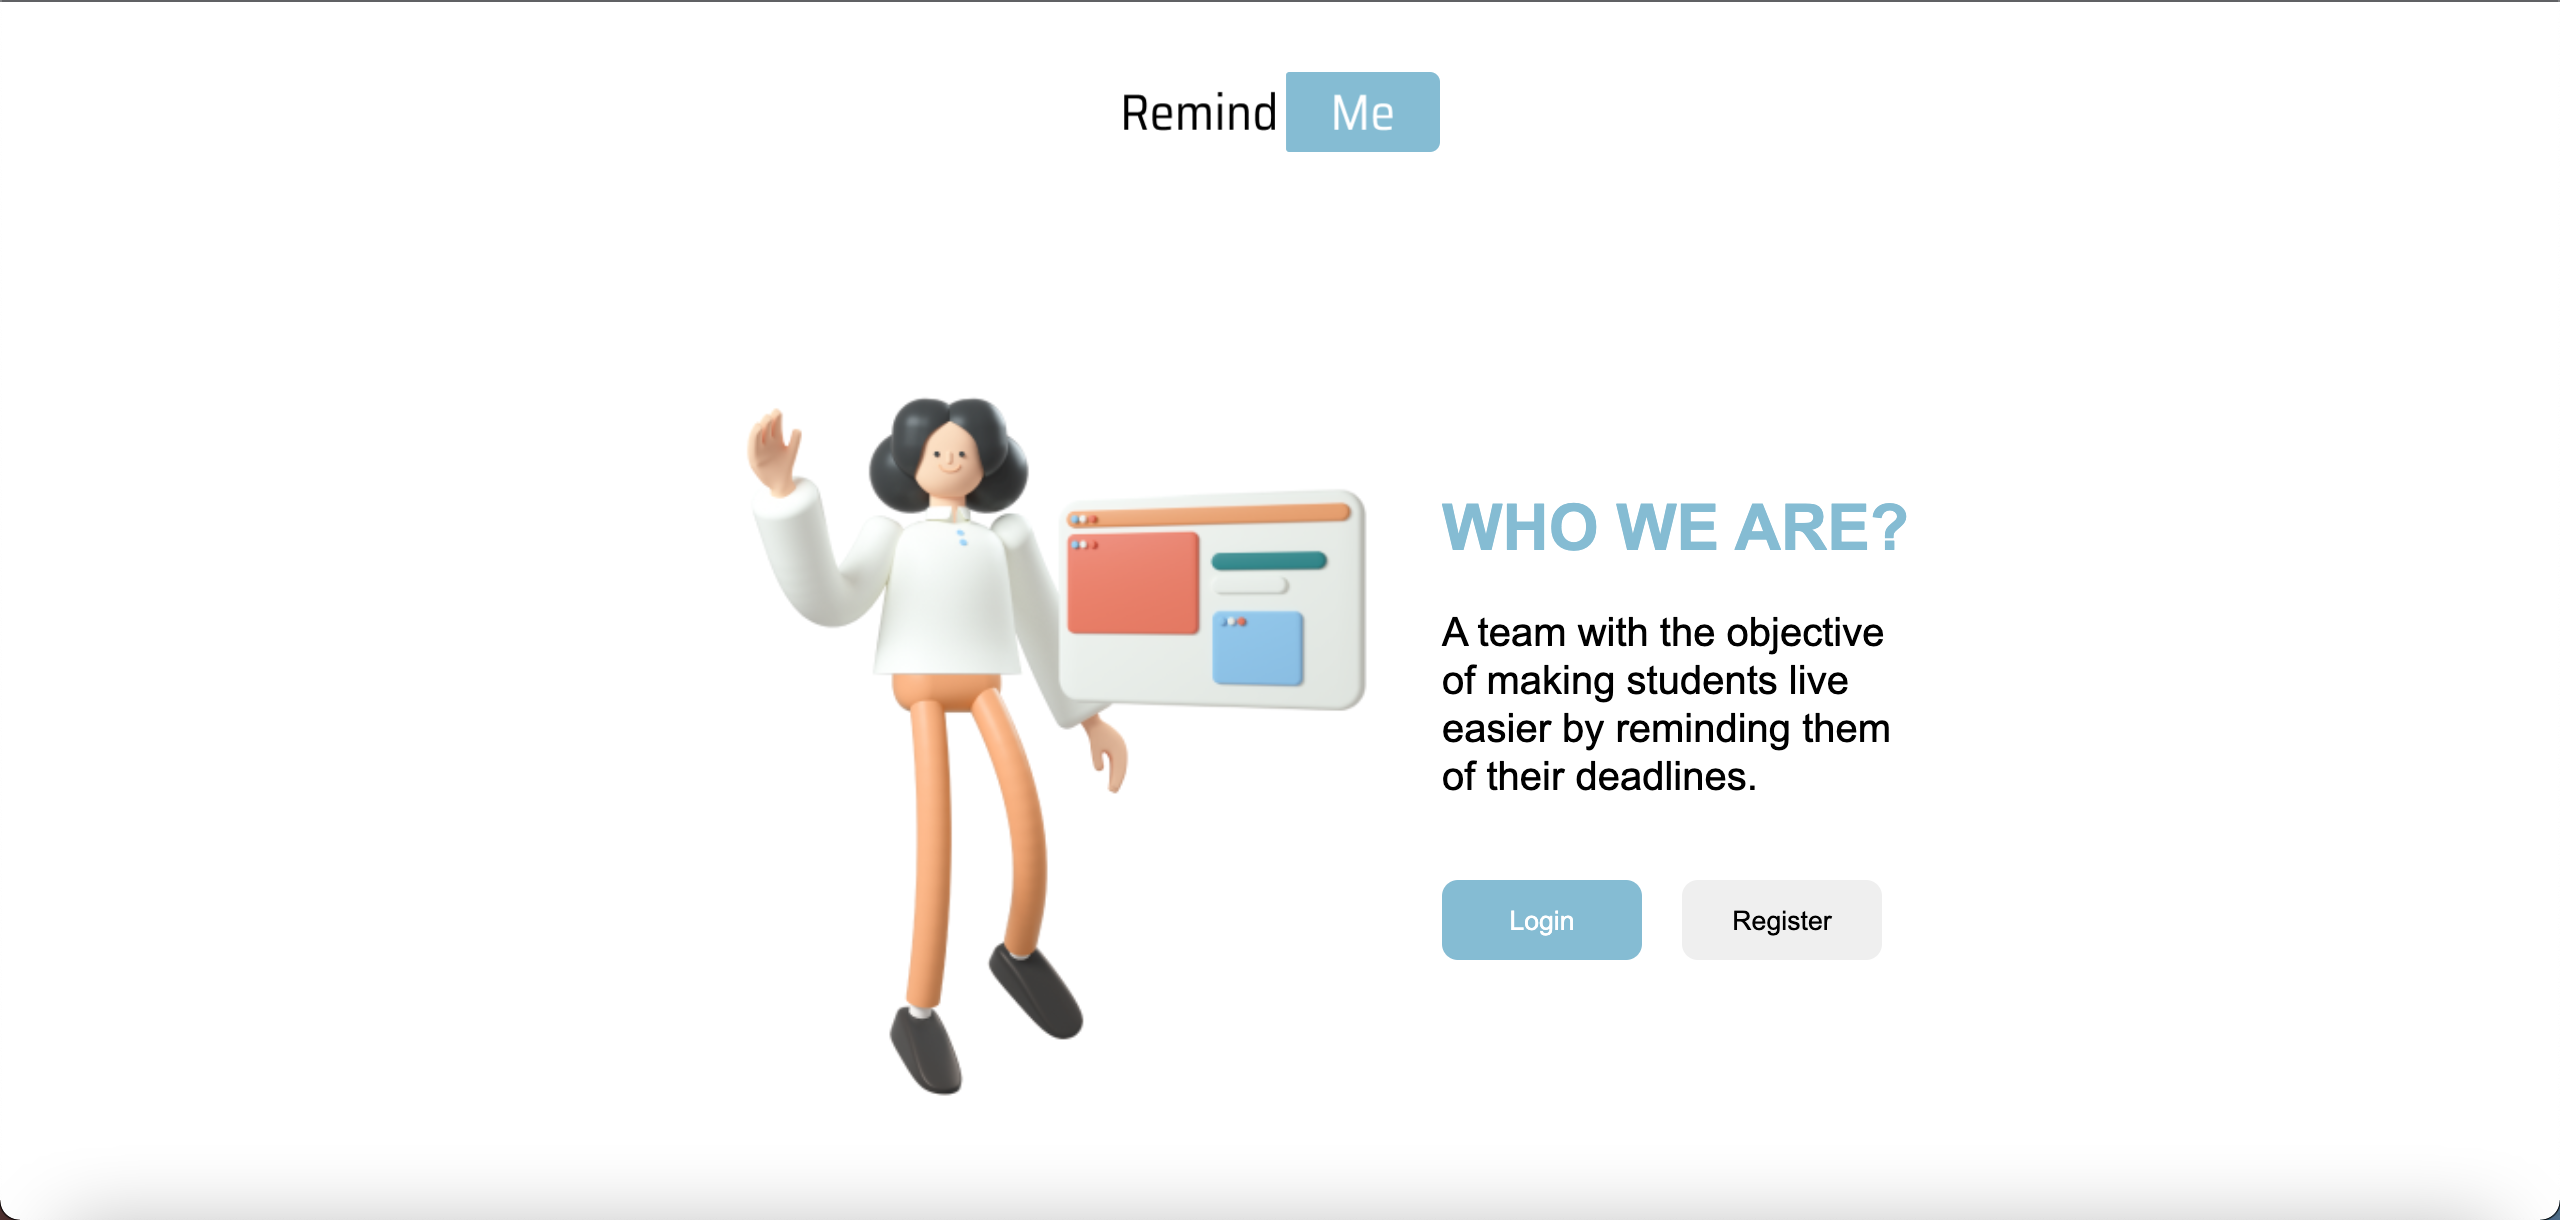 Remind Me
WHO WE ARE?
A team with the objective
of making students live
easier by reminding them
of their deadlines.
Login
Register